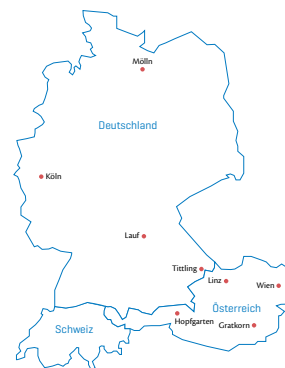 Mölln
Deutschland
Köln
Lauf
Tittling
Linz
Wien
Österreich
Hopfgarten
Gratkorn
Schweiz